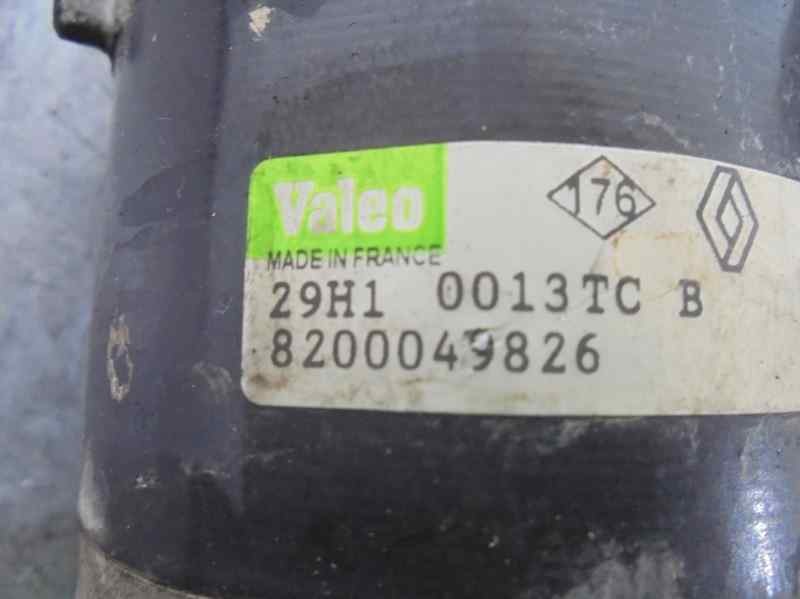 Valeo
176
MADE IN FRANCE
29H1 0013TC B
8200049826